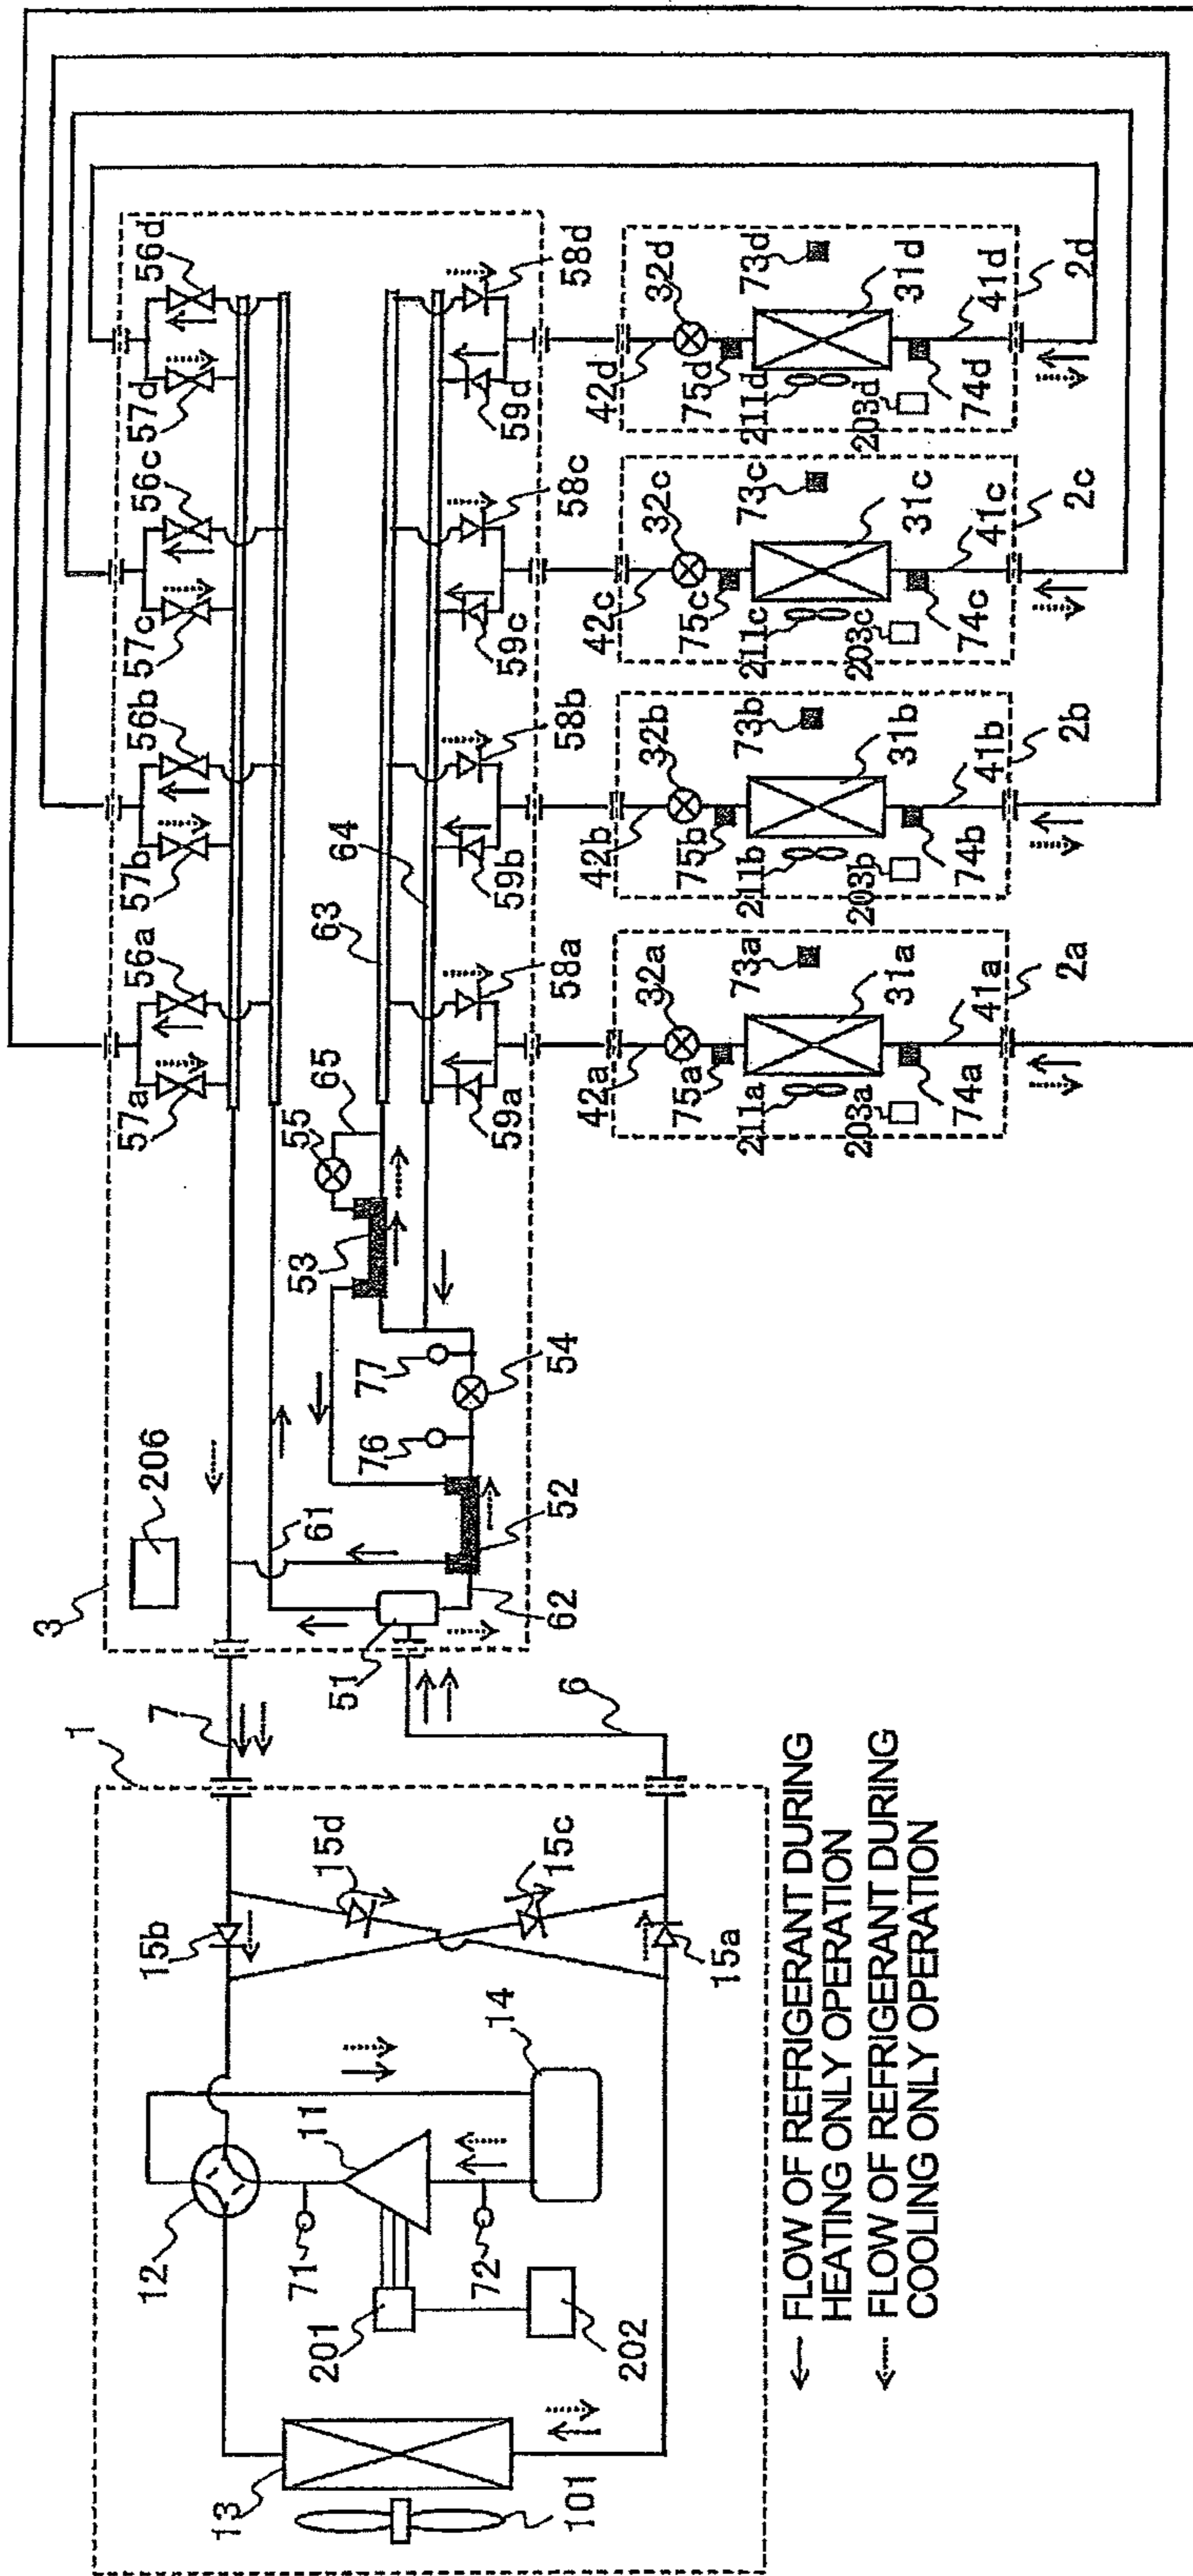 1
7
3
206
12
11
14
15b
15d
15c
15a
71
72
201
202
13
101
6
51
61
62
52
76
77
54
53
55
65
63
64
57a
56a
57b
56b
57c
56c
57d
56d
59a
58a
59b
58b
59c
58c
59d
58d
42a
32a
75a
73a
211a
31a
203a
74a
41a
2a
42b
32b
75b
73b
211b
31b
203b
74b
41b
2b
42c
32c
75c
73c
211c
31c
203c
74c
41c
2c
42d
32d
75d
73d
211d
31d
203d
74d
41d
2d
FLOW OF REFRIGERANT DURING
HEATING ONLY OPERATION
FLOW OF REFRIGERANT DURING
COOLING ONLY OPERATION